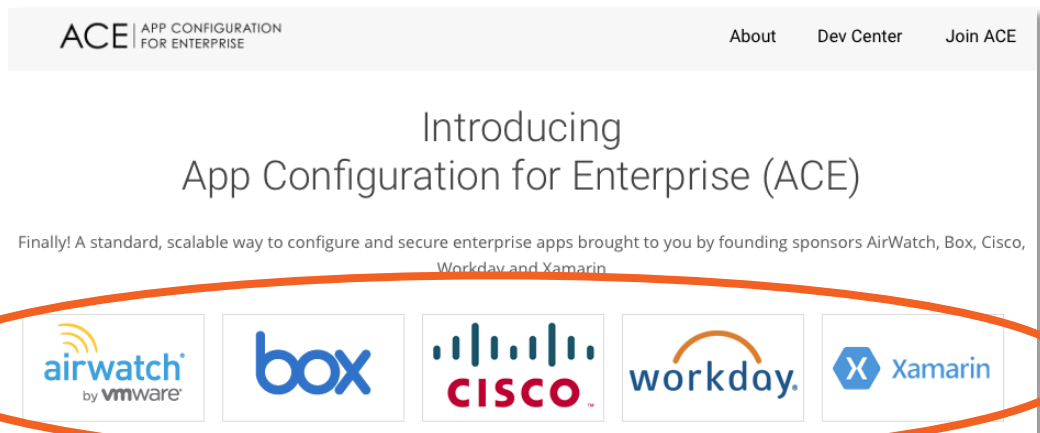 ACE APP CONFIGURATION
FOR ENTERPRISE
About Dev Center Join ACE
Introducing
App Configuration for Enterprise (ACE)
Finally! A standard, scalable way to configure and secure enterprise apps brought to you by founding sponsors AirWatch, Box, Cisco,
Workday and Xamarin
airwatch
by vmware
box
CISCO
workday.
X Xamarin